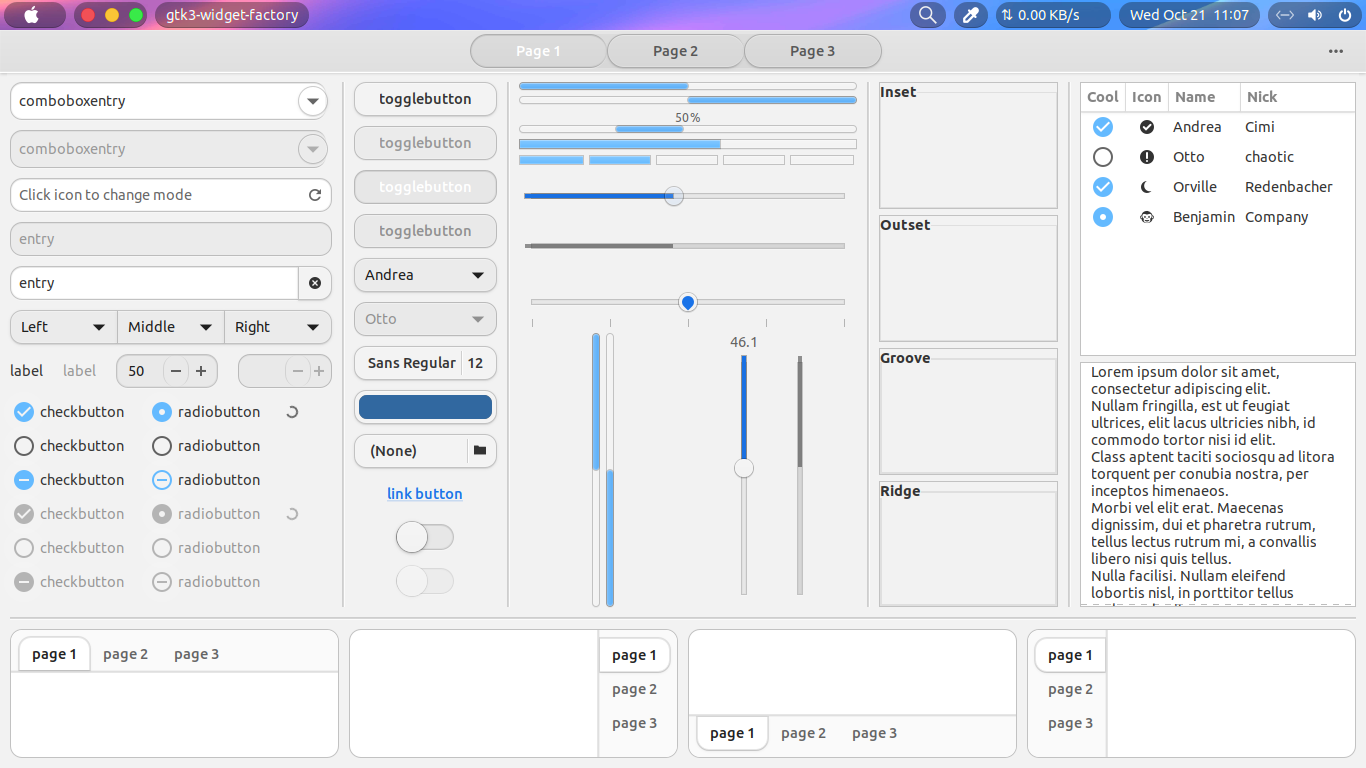 gtk3-widget-factory
0.00 KB/s
Wed Oct 21 11:07
Page 1
Page 2
Page 3
comboboxentry
comboboxentry
Click icon to change mode
entry
entry
Left
Middle
Right
label
label
50
checkbutton
radiobutton
checkbutton
radiobutton
checkbutton
radiobutton
checkbutton
radiobutton
checkbutton
radiobutton
checkbutton
radiobutton
togglebutton
togglebutton
togglebutton
togglebutton
Andrea
Otto
Sans Regular 12
(None)
link button
50%
46.1
Inset
Outset
Groove
Ridge
Cool Icon Name Nick
Andrea Cimi
Otto chaotic
Orville Redenbacher
Benjamin Company
Lorem ipsum dolor sit amet,
consectetur adipiscing elit.
Nullam fringilla, est ut feugiat
ultrices, elit lacus ultricies nibh, id
commodo tortor nisi id elit.
Class aptent taciti sociosqu ad litora
torquent per conubia nostra, per
inceptos himenaeos.
Morbi vel elit erat. Maecenas
dignissim, dui et pharetra rutrum,
tellus lectus rutrum mi, a convallis
libero nisi quis tellus.
Nulla facilisi. Nullam eleifend
lobortis nisl, in porttitor tellus
page 1
page 2
page 3
page 1
page 2
page 3
page 1
page 2
page 3
page 1
page 2
page 3